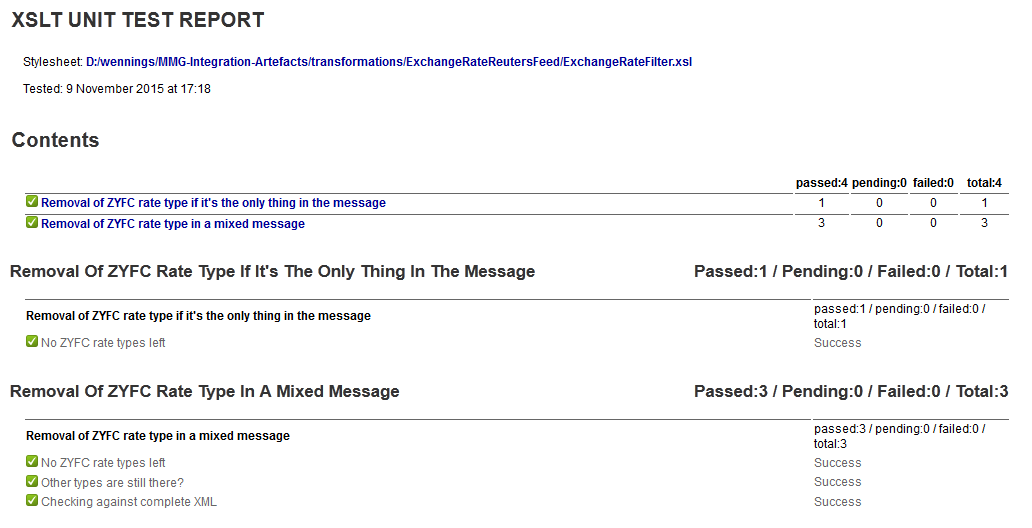 XSLT UNIT TEST REPORT
Stylesheet: D:/wennings/MMG-Integration-Artefacts/transformations/ExchangeRateReutersFeed/ExchangeRateFilter.xsl
Tested: 9 November 2015 at 17:18
Contents
passed:4 pending:0 failed:0 total:4
Removal of ZYFC rate type if it's the only thing in the message 1 0 0 1
Removal of ZYFC rate type in a mixed message 3 0 0 3
Removal Of ZYFC Rate Type If It's The Only Thing In The Message Passed:1 / Pending:0 / Failed:0 / Total:1
Removal of ZYFC rate type if it's the only thing in the message passed:1 / pending:0 / failed:0 /
total:1
No ZYFC rate types left Success
Removal Of ZYFC Rate Type In A Mixed Message Passed:3 / Pending:0 / Failed:0 / Total:3
Removal of ZYFC rate type in a mixed message passed:3 / pending:0 / failed:0 /
total:3
No ZYFC rate types left Success
Other types are still there? Success
Checking against complete XML Success